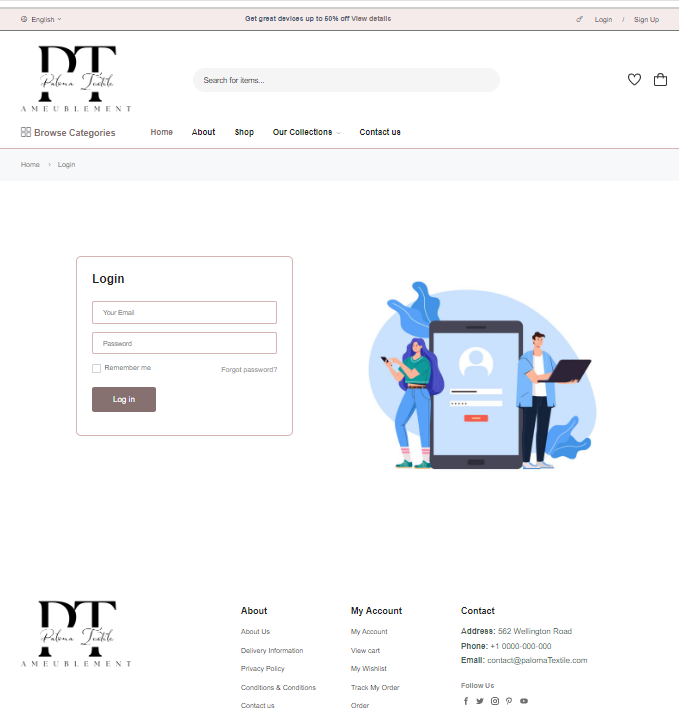 English
Get great devices up to 50% off View details
Login / Sign Up
PT
Paloma Textile
AMEUBLEMENT
Search for items...
Browse Categories
Home
About
Shop
Our Collections
Contact us
Home › Login
Login
Your Email
Password
Remember me
Forgot password?
Log in
PT
Paloma Textile
AMEUBLEMENT
About
About Us
Delivery Information
Privacy Policy
Conditions & Conditions
Contact us
My Account
My Account
View cart
My Wishlist
Track My Order
Order
Contact
Address: 562 Wellington Road
Phone: +1 0000-000-000
Email: contact@palomaTextile.com
Follow Us